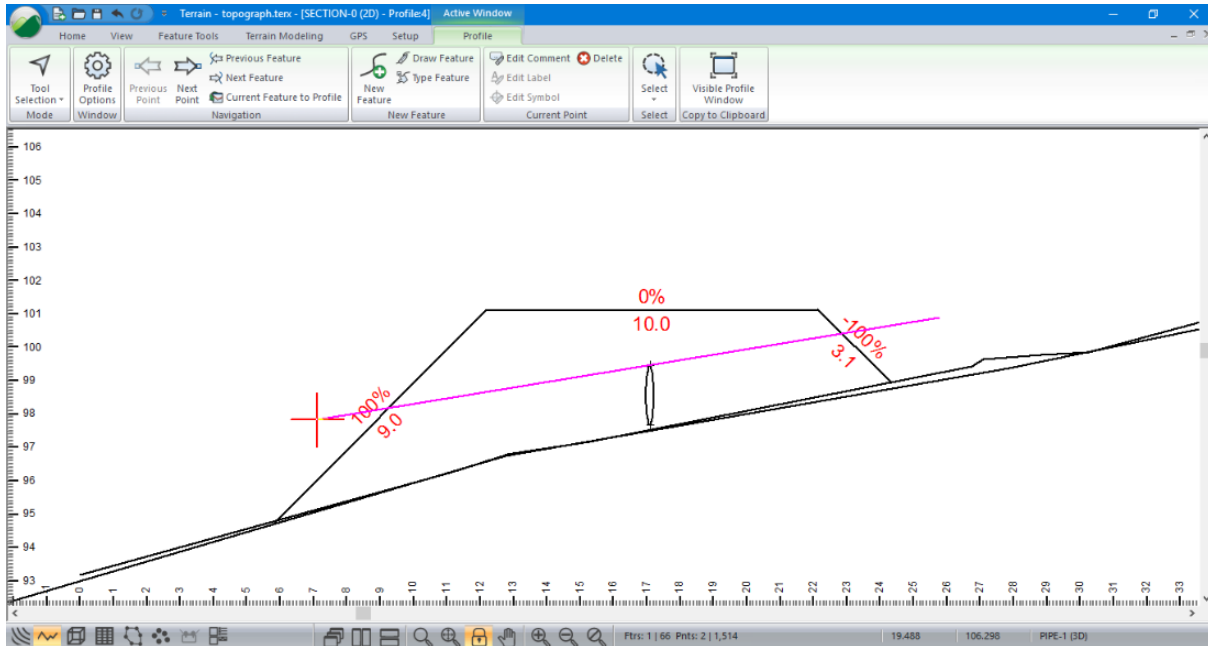 Terrain - topograph.terx - [SECTION-0 (2D) - Profile:4] Active Window
Home View Feature Tools Terrain Modeling GPS Setup Profile
Tool Selection
Mode
Profile Options
Window
Previous Point
Next Point
Previous Feature
Next Feature
Current Feature to Profile
Navigation
New Feature
Draw Feature
Type Feature
New Feature
Edit Comment Delete
Edit Label
Edit Symbol
Current Point
Select
Select
Visible Profile Window
Copy to Clipboard
106
105
104
103
102
101
100
99
98
97
96
95
94
93
0%
10.0
-100%
3.1
100%
9.0
-1 0 1 2 3 4 5 6 7 8 9 10 11 12 13 14 15 16 17 18 19 20 21 22 23 24 25 26 27 28 29 30 31 32 33
Ftrs: 1 | 66 Pnts: 2 | 1,514 19.488 106.298 PIPE-1 (3D)